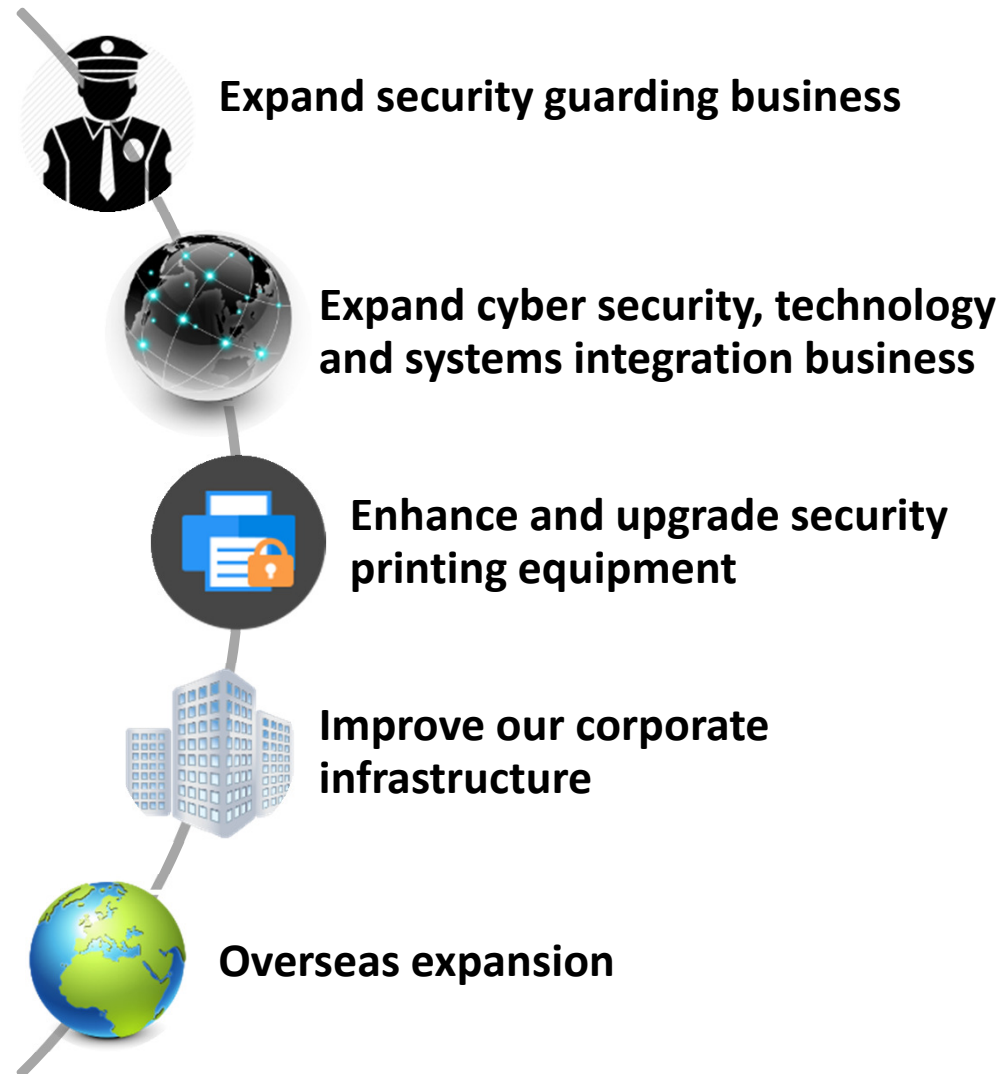 Expand security guarding business
Expand cyber security, technology
and systems integration business
Enhance and upgrade security
printing equipment
Improve our corporate
infrastructure
Overseas expansion